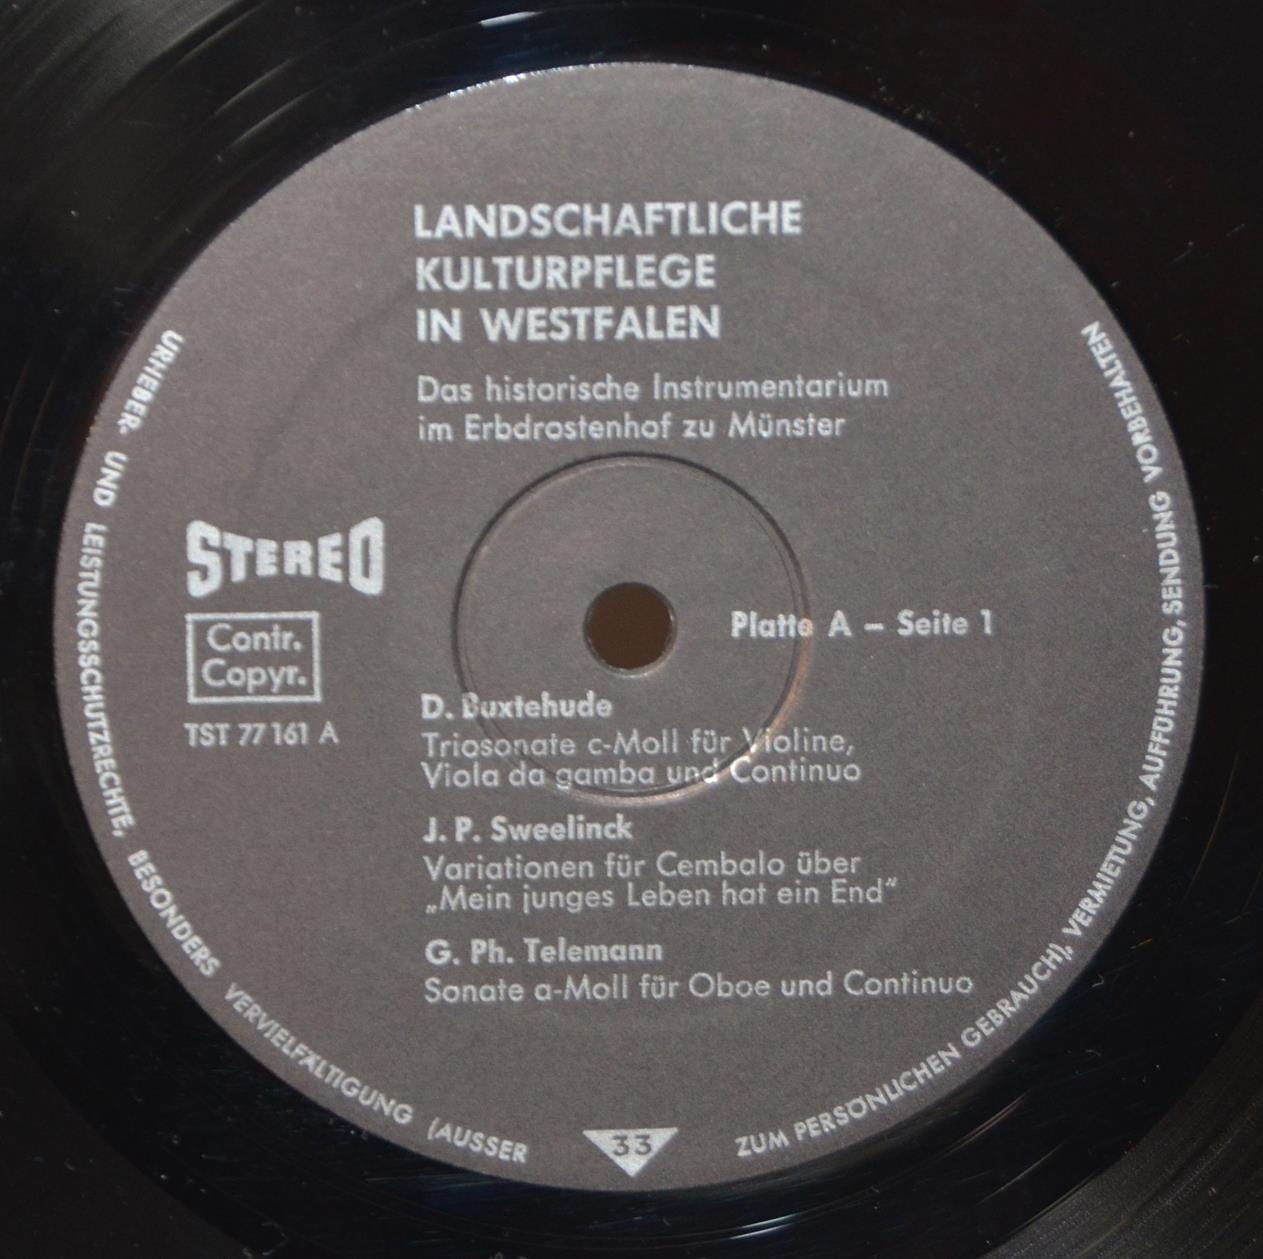 LANDSCHAFTLICHE
KULTURPFLEGE
IN WESTFALEN
Das historische Instrumentarium
im Erbdrostenhof zu Münster
STEREO
Contr.
Copyr.
TST 77 161 A
Platte A – Seite 1
D. Buxtehude
Triosonate c-Moll für Violine,
Viola da gamba und Continuo
J. P. Sweelinck
Variationen für Cembalo über
„Mein junges Leben hat ein End“
G. Ph. Telemann
Sonate a-Moll für Oboe und Continuo
33
URHEBER- UND LEISTUNGSSCHUTZRECHTE, BESONDERS VERVIELFÄLTIGUNG (AUSSER ZUM PERSÖNLICHEN GEBRAUCH), VERMIETUNG, AUFFÜHRUNG, SENDUNG VORBEHALTEN